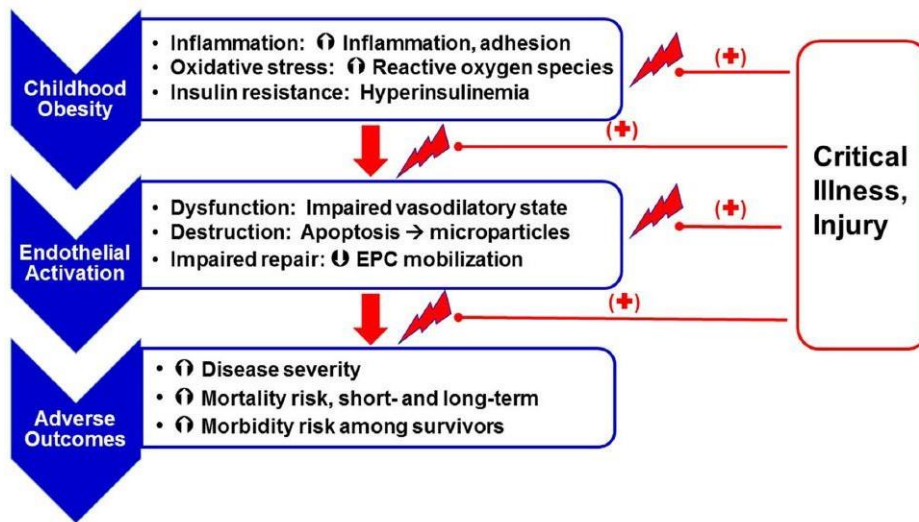 Childhood
Obesity
• Inflammation: ⬆ Inflammation, adhesion
• Oxidative stress: ⬆ Reactive oxygen species
• Insulin resistance: Hyperinsulinemia
(+)
(+)
Endothelial
Activation
• Dysfunction: Impaired vasodilatory state
• Destruction: Apoptosis → microparticles
• Impaired repair: ⬇ EPC mobilization
(+)
(+)
Adverse
Outcomes
• ⬆ Disease severity
• ⬆ Mortality risk, short- and long-term
• ⬆ Morbidity risk among survivors
Critical
Illness,
Injury